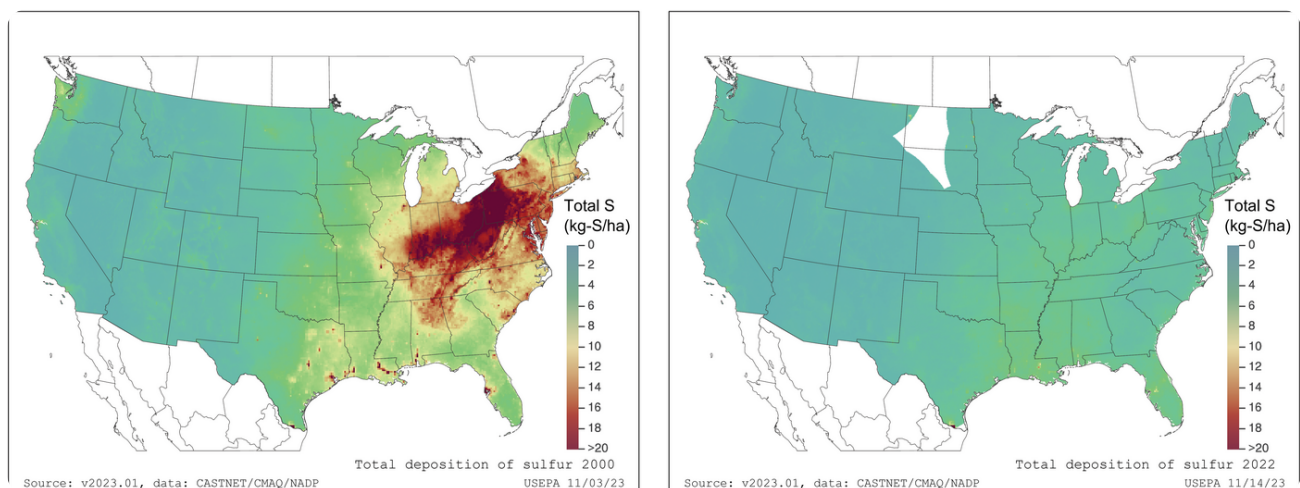 Total S
(kg-S/ha)
0
2
4
6
8
10
12
14
16
18
>20
Total deposition of sulfur 2000
Source: v2023.01, data: CASTNET/CMAQ/NADP
USEPA 11/03/23
Total S
(kg-S/ha)
0
2
4
6
8
10
12
14
16
18
>20
Total deposition of sulfur 2022
Source: v2023.01, data: CASTNET/CMAQ/NADP
USEPA 11/14/23